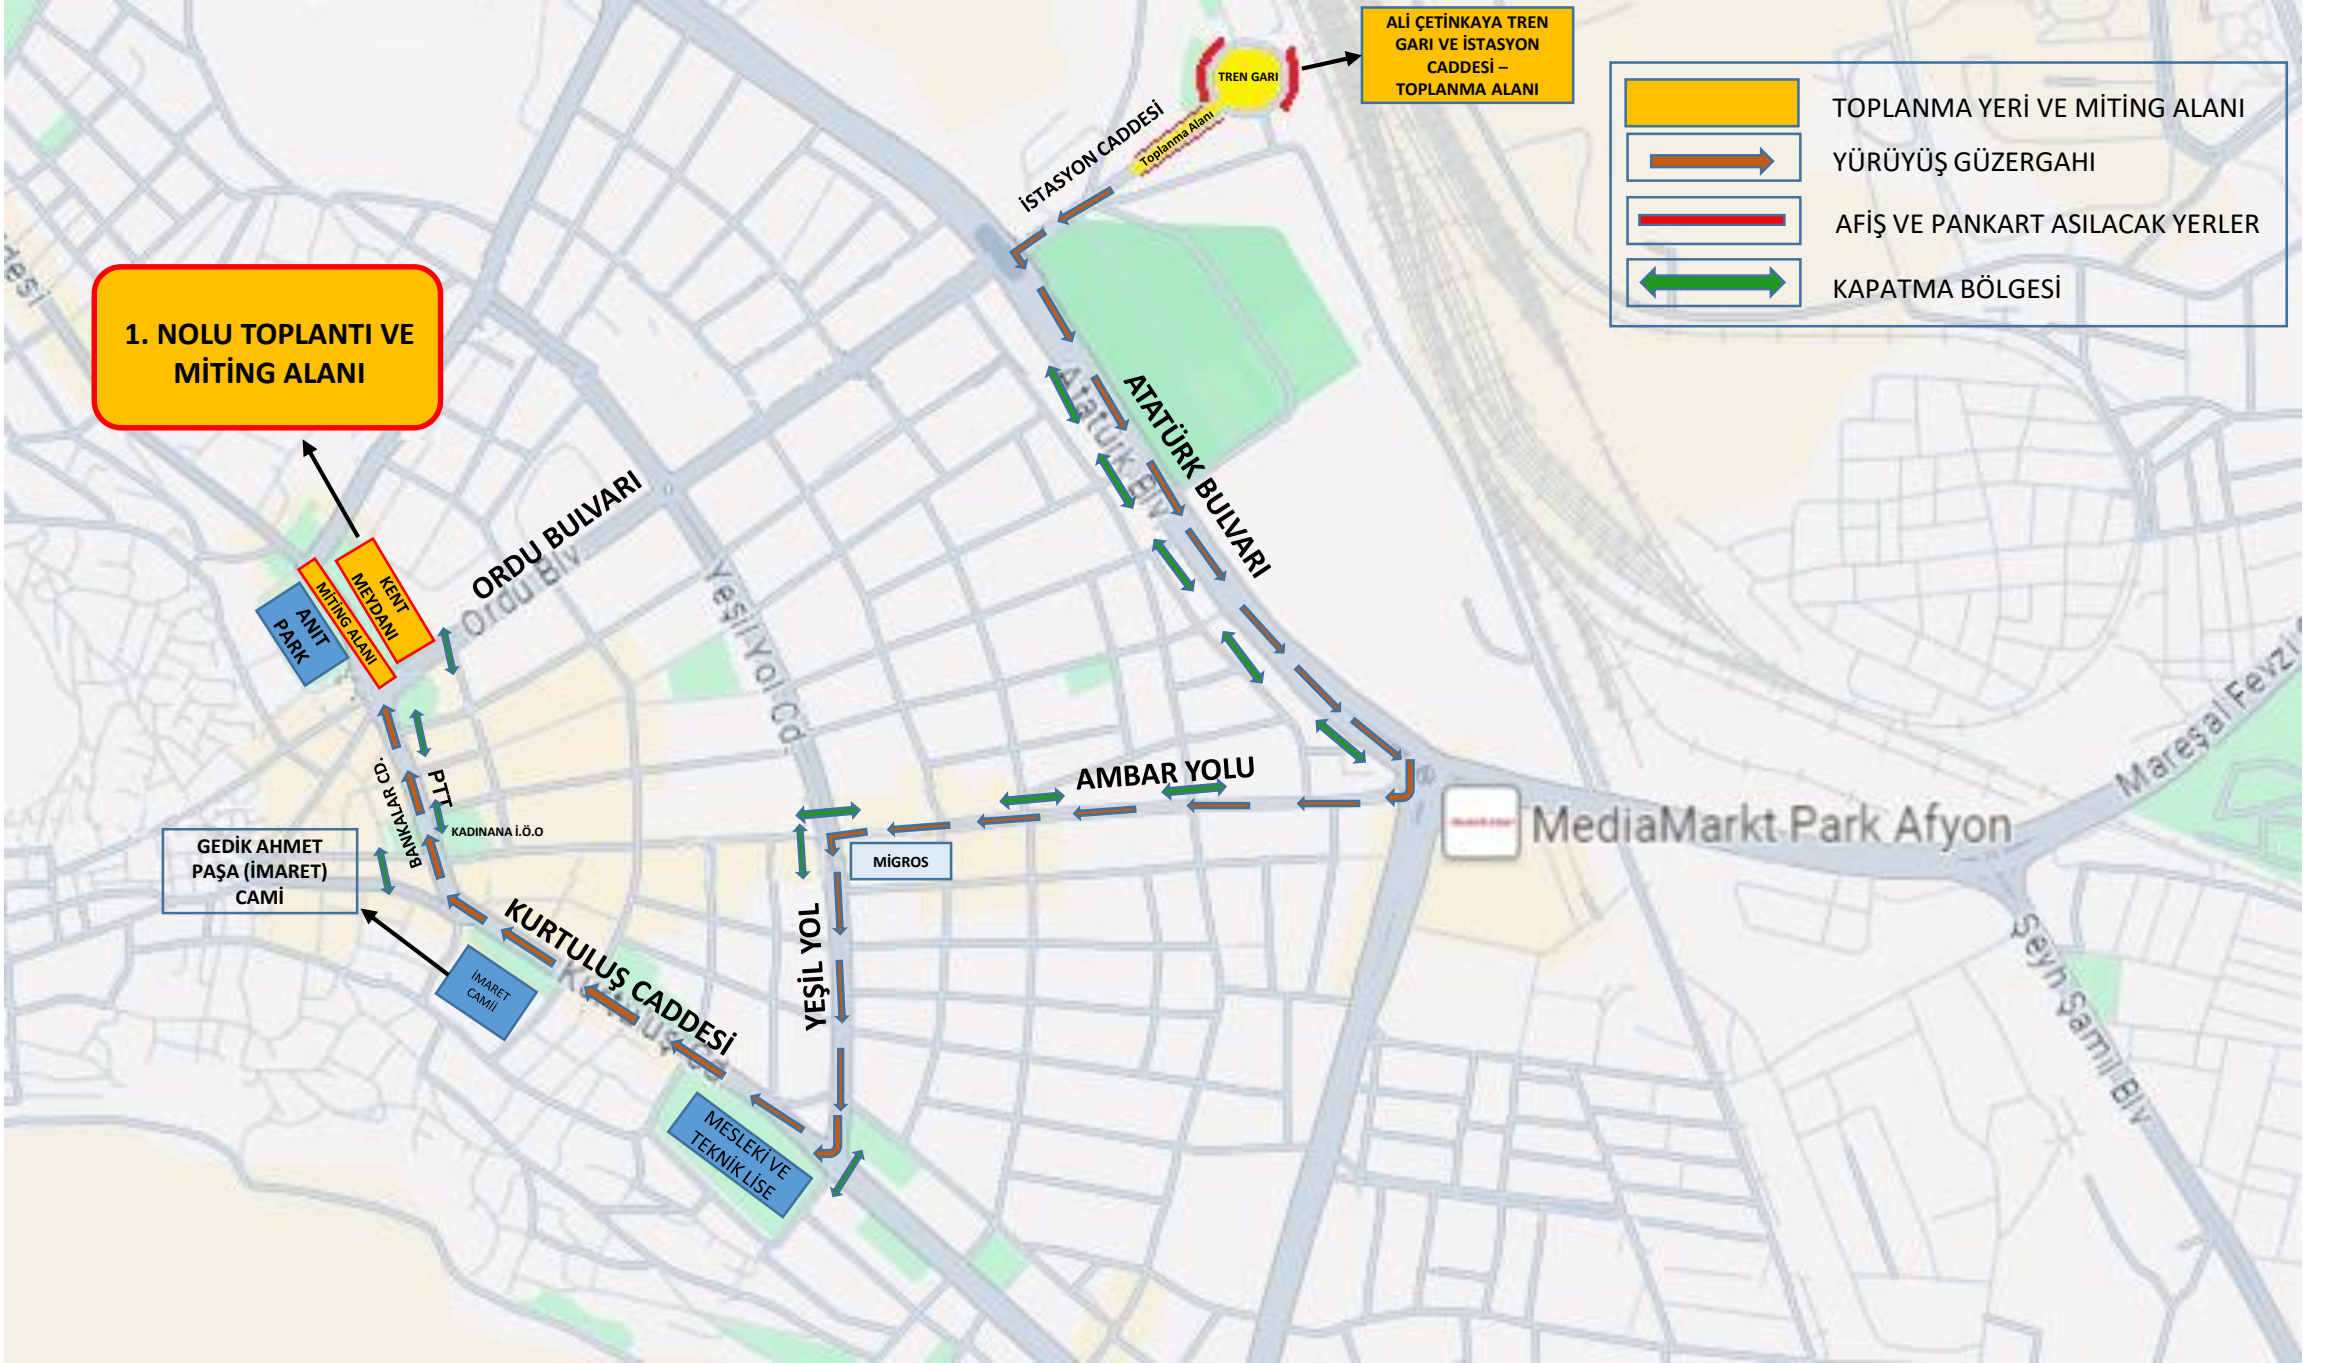 ALİ ÇETİNKAYA TREN
GARI VE İSTASYON
CADDESİ –
TOPLANMA ALANI
TREN GARI
Toplanma Alanı
İSTASYON CADDESİ
TOPLANMA YERİ VE MİTİNG ALANI
YÜRÜYÜŞ GÜZERGAHI
AFİŞ VE PANKART ASILACAK YERLER
KAPATMA BÖLGESİ
1. NOLU TOPLANTI VE
MİTİNG ALANI
ATATÜRK BULVARI
Atatürk Blv
ORDU BULVARI
Ordu Blv
KENT
MEYDANI
MİTİNG ALANI
ANIT
PARK
Yeşil Yol Cd
Mareşal Fevzi
AMBAR YOLU
MediaMarkt Park Afyon
BANKALAR CD.
PTT
KADINANA İ.Ö.O
GEDİK AHMET
PAŞA (İMARET)
CAMİ
MİGROS
KURTULUŞ CADDESİ
YEŞİL YOL
İMARET
CAMİİ
Şeyh Şamil Blv
MESLEKİ VE
TEKNİK LİSE